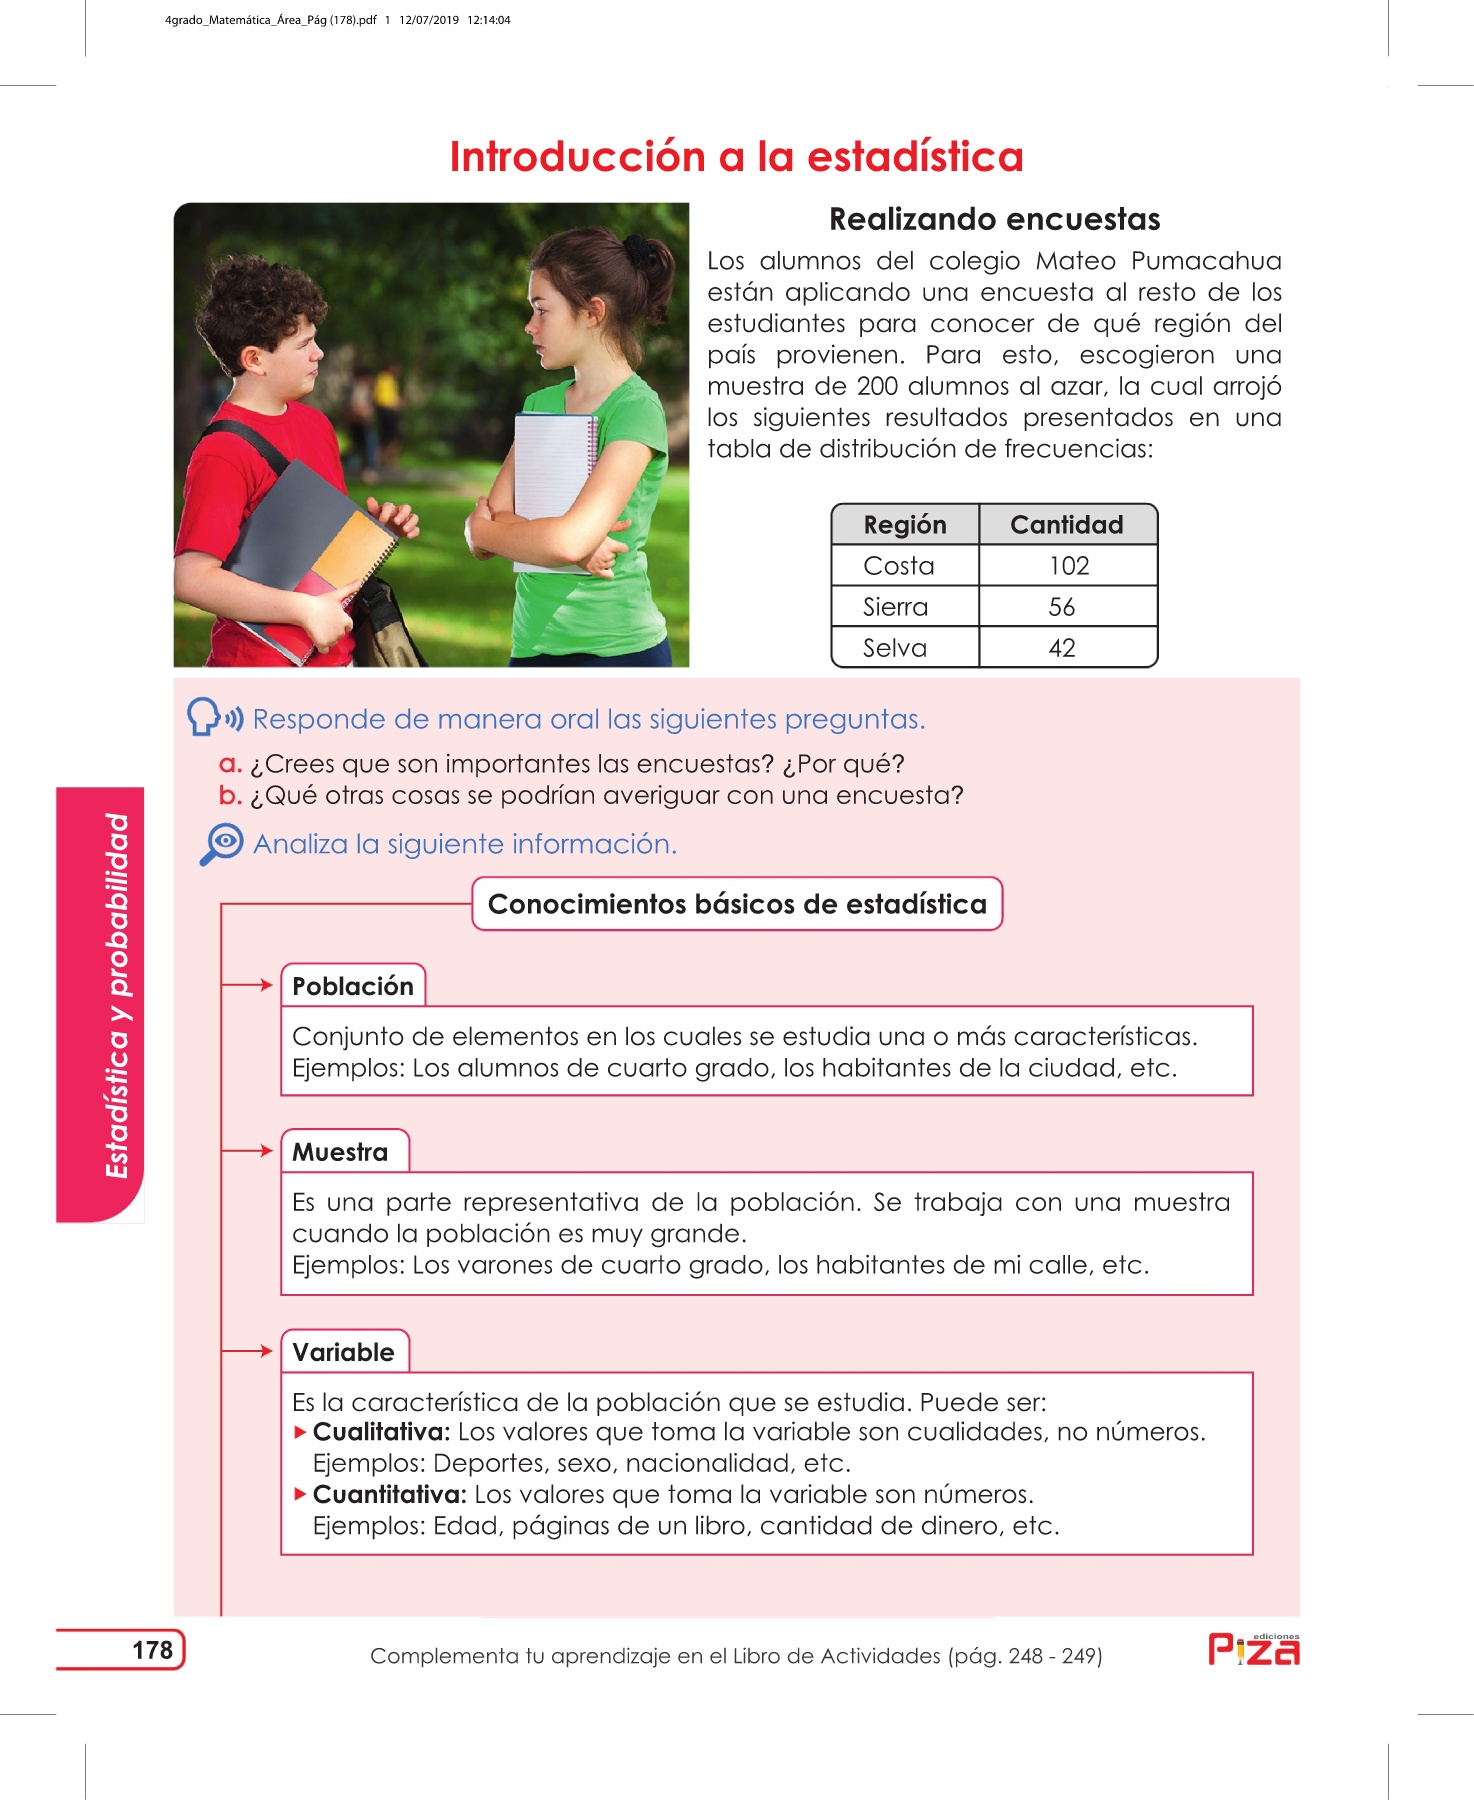 4grado_Matemática_Área_Pág (178).pdf 1 12/07/2019 12:14:04
Introducción a la estadística
Realizando encuestas
Los alumnos del colegio Mateo Pumacahua
están aplicando una encuesta al resto de los
estudiantes para conocer de qué región del
país provienen. Para esto, escogieron una
muestra de 200 alumnos al azar, la cual arrojó
los siguientes resultados presentados en una
tabla de distribución de frecuencias:
Región Cantidad
Costa 102
Sierra 56
Selva 42
Responde de manera oral las siguientes preguntas.
a. ¿Crees que son importantes las encuestas? ¿Por qué?
b. ¿Qué otras cosas se podrían averiguar con una encuesta?
Analiza la siguiente información.
Conocimientos básicos de estadística
Población
Conjunto de elementos en los cuales se estudia una o más características.
Ejemplos: Los alumnos de cuarto grado, los habitantes de la ciudad, etc.
Muestra
Es una parte representativa de la población. Se trabaja con una muestra
cuando la población es muy grande.
Ejemplos: Los varones de cuarto grado, los habitantes de mi calle, etc.
Variable
Es la característica de la población que se estudia. Puede ser:
Cualitativa: Los valores que toma la variable son cualidades, no números.
Ejemplos: Deportes, sexo, nacionalidad, etc.
Cuantitativa: Los valores que toma la variable son números.
Ejemplos: Edad, páginas de un libro, cantidad de dinero, etc.
Estadística y probabilidad
178
Complementa tu aprendizaje en el Libro de Actividades (pág. 248 - 249)
ediciones
Piza